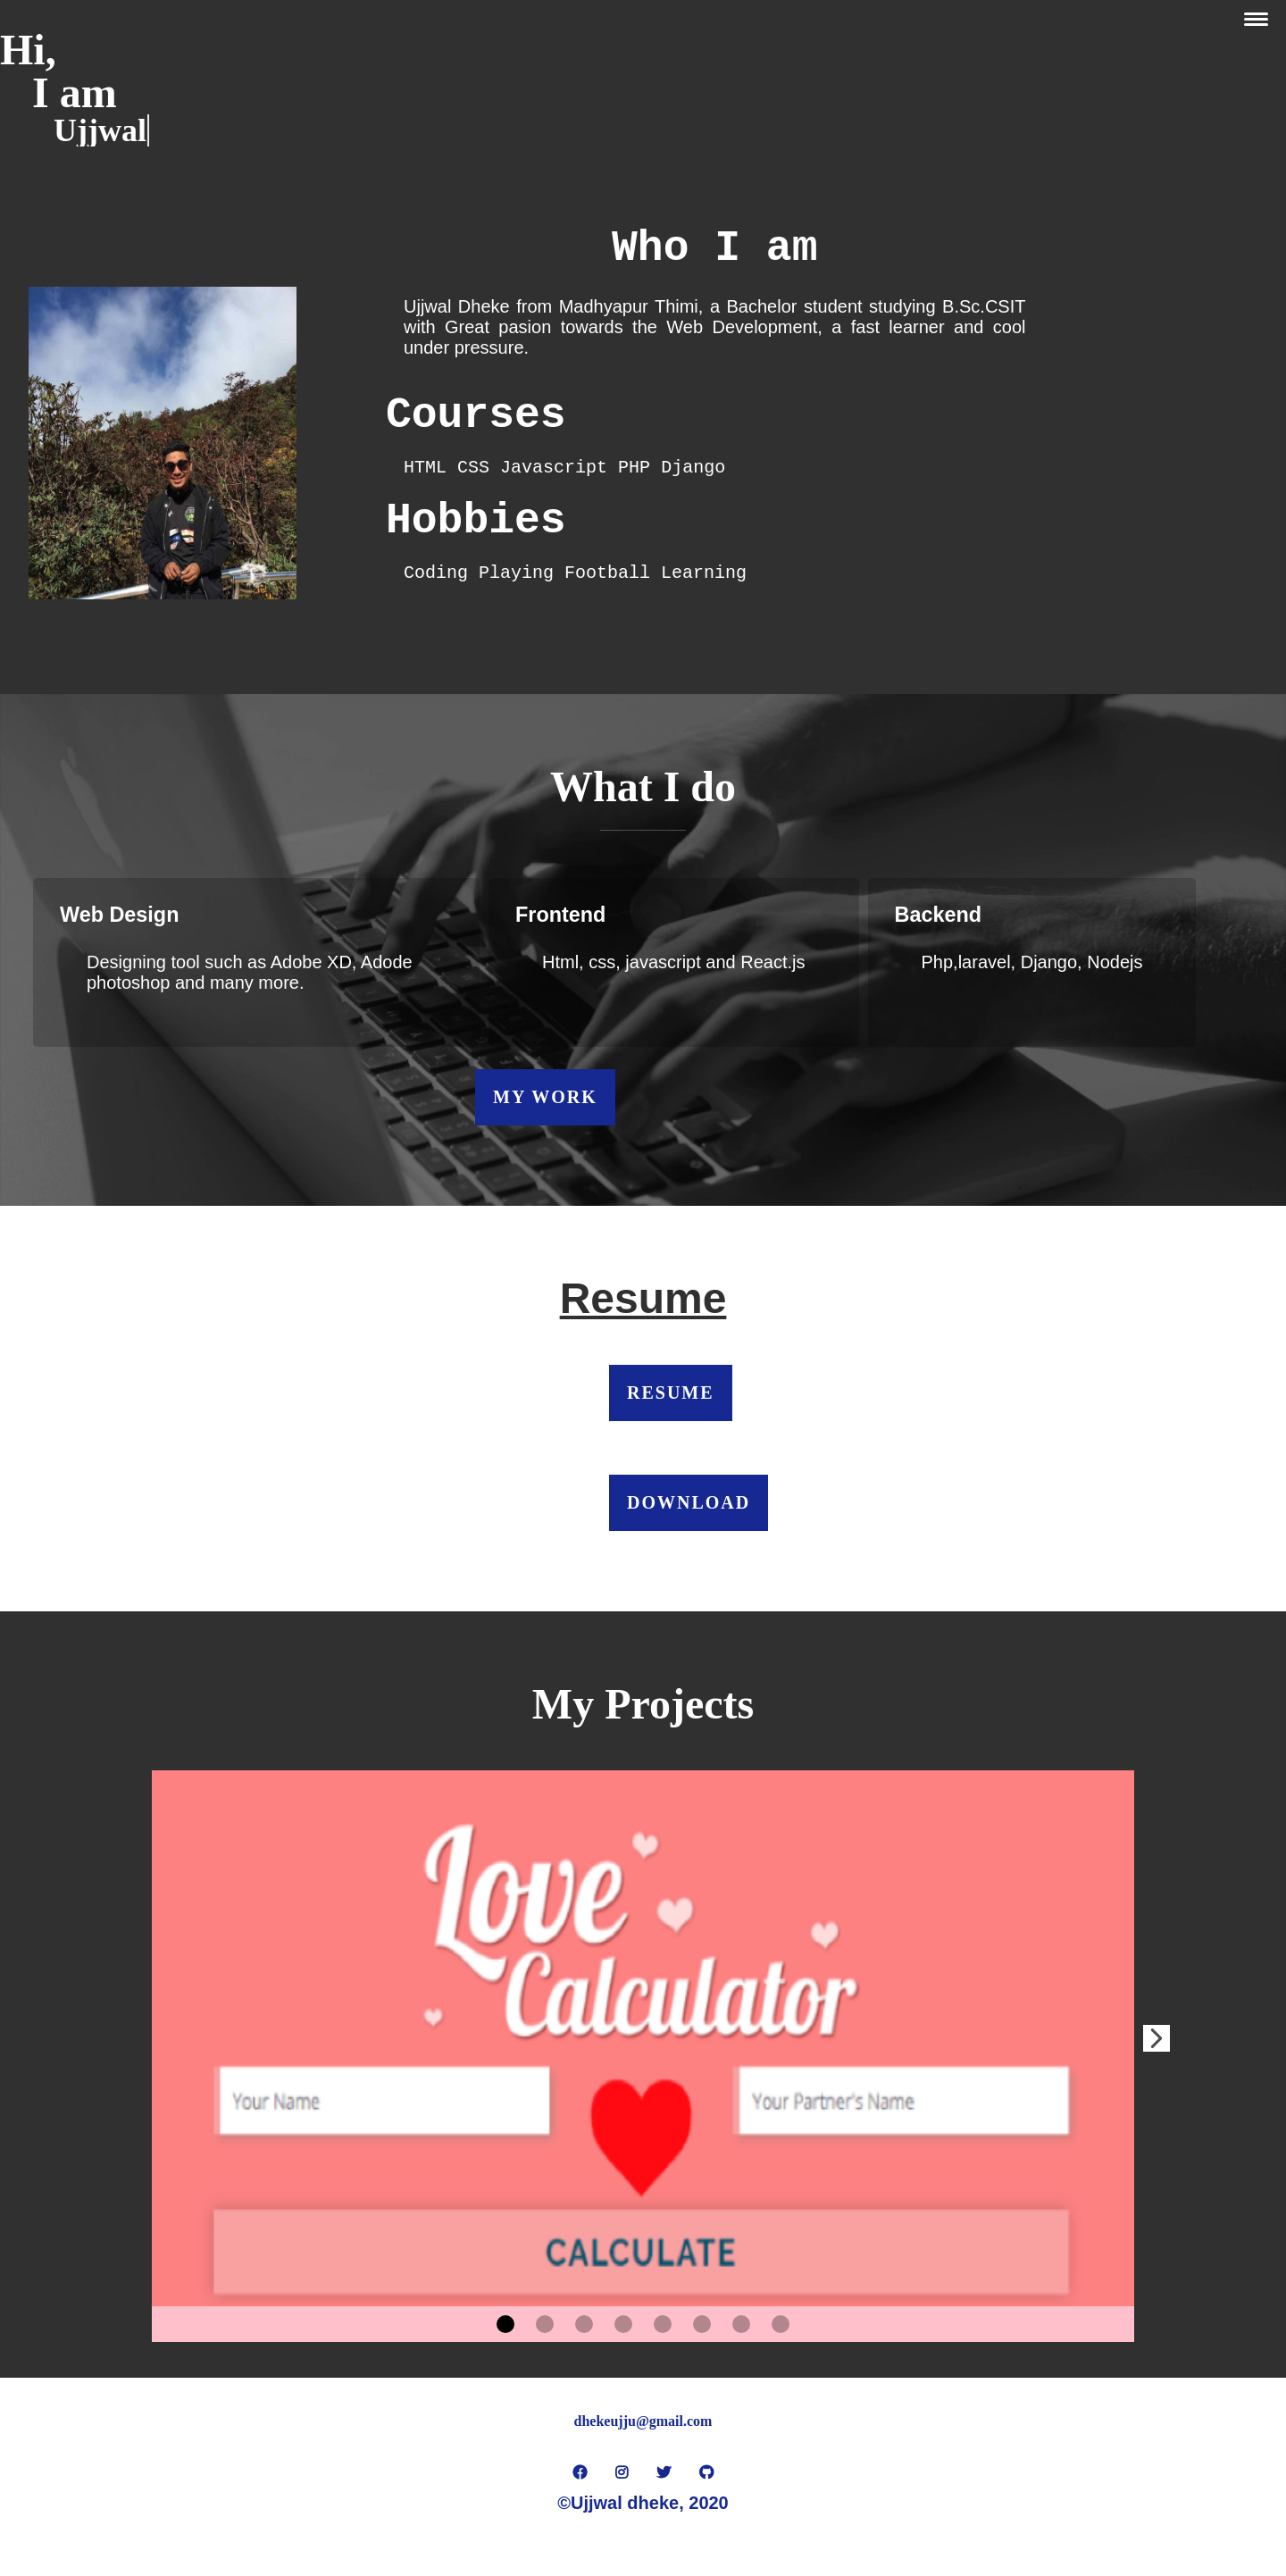 Hi,
I am
Ujjwal
Who I am
Ujjwal Dheke from Madhyapur Thimi, a Bachelor student studying B.Sc.CSIT
with Great pasion towards the Web Development, a fast learner and cool
under pressure.
Courses
HTML CSS Javascript PHP Django
Hobbies
Coding Playing Football Learning
What I do
Web Design
Designing tool such as Adobe XD, Adode
photoshop and many more.
Frontend
Html, css, javascript and React.js
Backend
Php,laravel, Django, Nodejs
MY WORK
Resume
RESUME
DOWNLOAD
My Projects
Love
Calculator
Your Name
Your Partner's Name
CALCULATE
dhekeujju@gmail.com
©Ujjwal dheke, 2020